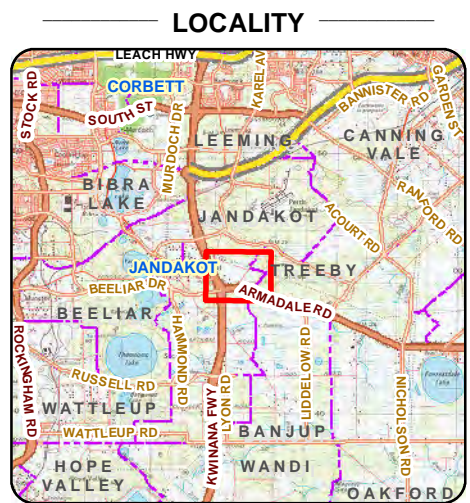 LOCALITY
LEACH HWY
CORBETT
KAREL AV
GARDEN ST
STOCK RD
SOUTH ST
MURDOCH DR
BANNISTER RD
LEEMING
CANNING
VALE
BIBRA
LAKE
RANFORD RD
JANDAKOT
ACOURT RD
JANDAKOT
TREEBY
BEELIAR DR
ARMADALE RD
BEELIAR
HAMMOND RD
ROCKINGHAM RD
RUSSELL RD
KWINANA FWY
LYON RD
LIDDELOW RD
NICHOLSON RD
WATTLEUP
WATTLEUP RD
BANJUP
HOPE
VALLEY
WANDI
OAKFORD